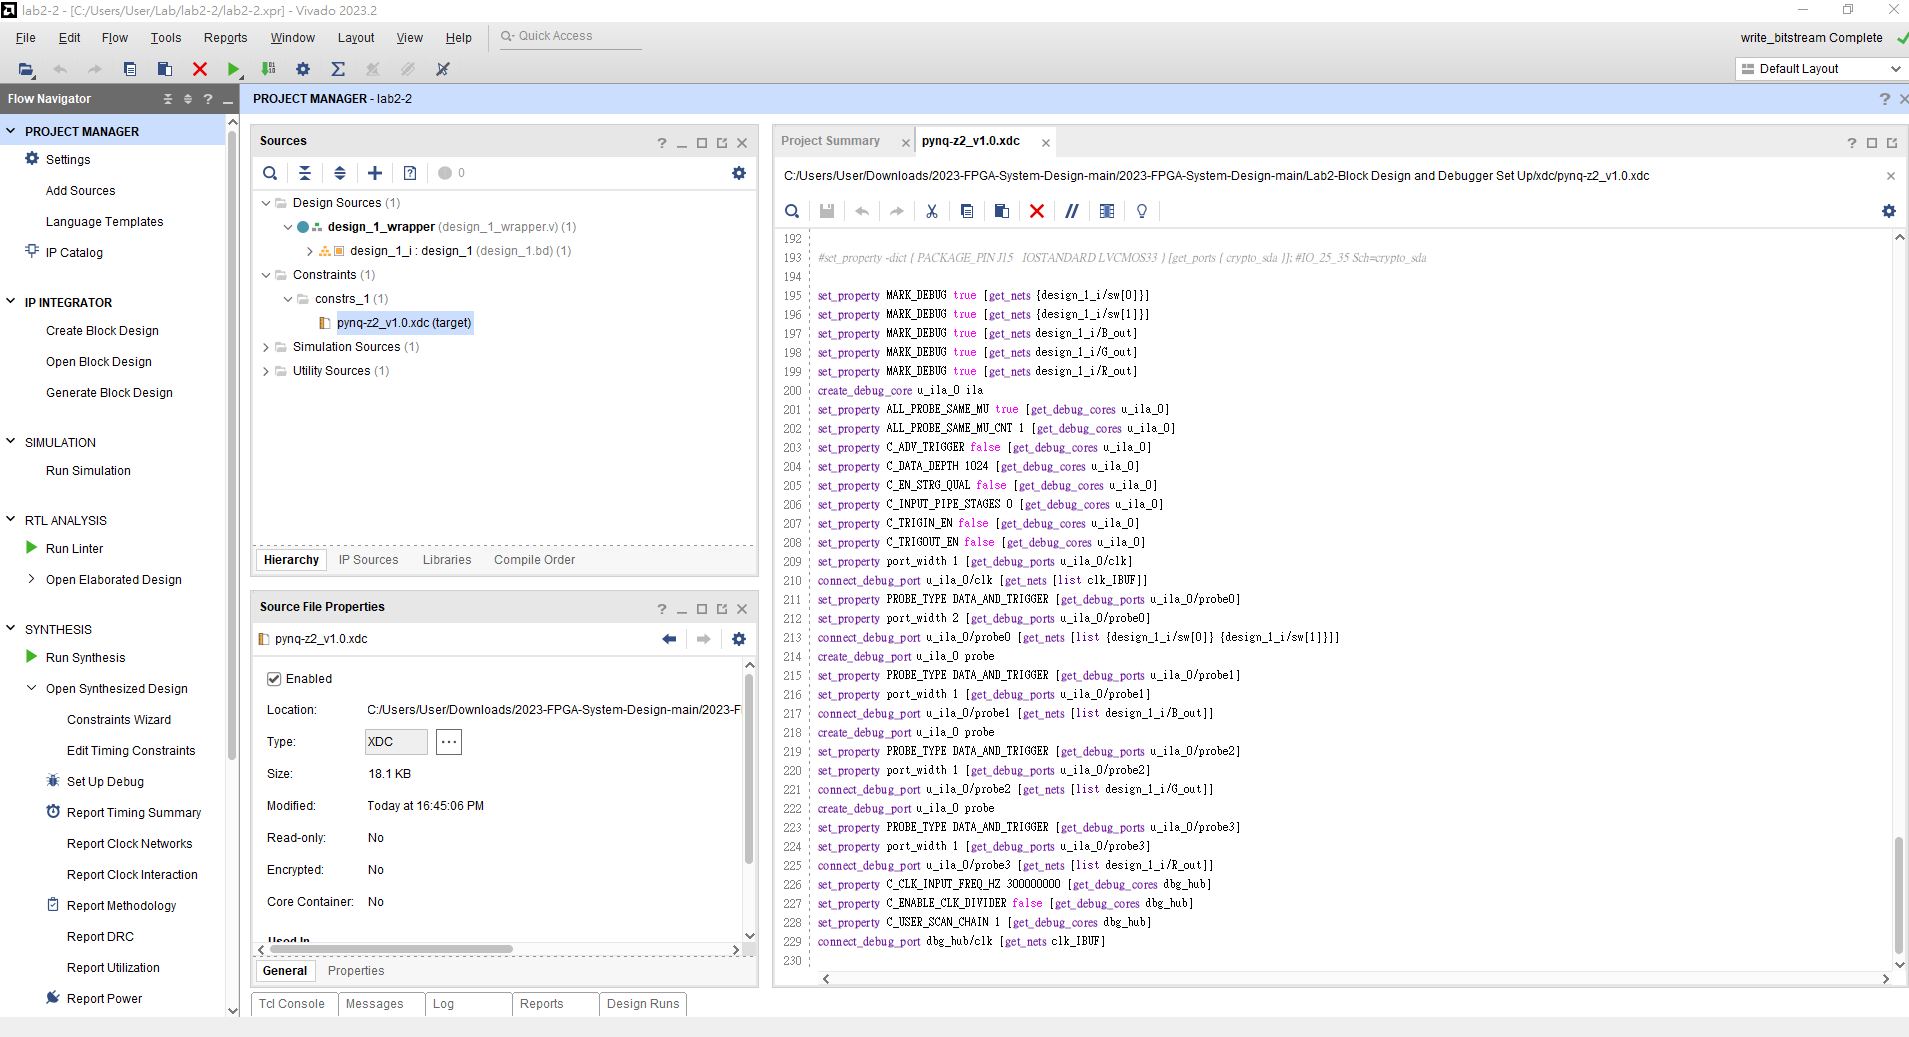 lab2-2 - [C:/Users/User/Lab/lab2-2/lab2-2.xpr] - Vivado 2023.2
File Edit Flow Tools Reports Window Layout View Help Quick Access
write_bitstream Complete
Default Layout
Flow Navigator
PROJECT MANAGER
Settings
Add Sources
Language Templates
IP Catalog
IP INTEGRATOR
Create Block Design
Open Block Design
Generate Block Design
SIMULATION
Run Simulation
RTL ANALYSIS
Run Linter
Open Elaborated Design
SYNTHESIS
Run Synthesis
Open Synthesized Design
Constraints Wizard
Edit Timing Constraints
Set Up Debug
Report Timing Summary
Report Clock Networks
Report Clock Interaction
Report Methodology
Report DRC
Report Utilization
Report Power
PROJECT MANAGER - lab2-2
Sources
0
Design Sources (1)
design_1_wrapper (design_1_wrapper.v) (1)
design_1_i : design_1 (design_1.bd) (1)
Constraints (1)
constrs_1 (1)
pynq-z2_v1.0.xdc (target)
Simulation Sources (1)
Utility Sources (1)
Hierarchy IP Sources Libraries Compile Order
Source File Properties
pynq-z2_v1.0.xdc
Enabled
Location: C:/Users/User/Downloads/2023-FPGA-System-Design-main/2023-F
Type: XDC
Size: 18.1 KB
Modified: Today at 16:45:06 PM
Read-only: No
Encrypted: No
Core Container: No
Used In
General Properties
Tcl Console Messages Log Reports Design Runs
Project Summary pynq-z2_v1.0.xdc
C:/Users/User/Downloads/2023-FPGA-System-Design-main/2023-FPGA-System-Design-main/Lab2-Block Design and Debugger Set Up/xdc/pynq-z2_v1.0.xdc
192
193 #set_property -dict { PACKAGE_PIN J15 IOSTANDARD LVCMOS33 } [get_ports { crypto_sda }]; #IO_25_35 Sch=crypto_sda
194
195 set_property MARK_DEBUG true [get_nets {design_1_i/sw[0]}]
196 set_property MARK_DEBUG true [get_nets {design_1_i/sw[1]}]
197 set_property MARK_DEBUG true [get_nets design_1_i/B_out]
198 set_property MARK_DEBUG true [get_nets design_1_i/G_out]
199 set_property MARK_DEBUG true [get_nets design_1_i/R_out]
200 create_debug_core u_ila_0 ila
201 set_property ALL_PROBE_SAME_MU true [get_debug_cores u_ila_0]
202 set_property ALL_PROBE_SAME_MU_CNT 1 [get_debug_cores u_ila_0]
203 set_property C_ADV_TRIGGER false [get_debug_cores u_ila_0]
204 set_property C_DATA_DEPTH 1024 [get_debug_cores u_ila_0]
205 set_property C_EN_STRG_QUAL false [get_debug_cores u_ila_0]
206 set_property C_INPUT_PIPE_STAGES 0 [get_debug_cores u_ila_0]
207 set_property C_TRIGIN_EN false [get_debug_cores u_ila_0]
208 set_property C_TRIGOUT_EN false [get_debug_cores u_ila_0]
209 set_property port_width 1 [get_debug_ports u_ila_0/clk]
210 connect_debug_port u_ila_0/clk [get_nets [list clk_IBUF]]
211 set_property PROBE_TYPE DATA_AND_TRIGGER [get_debug_ports u_ila_0/probe0]
212 set_property port_width 2 [get_debug_ports u_ila_0/probe0]
213 connect_debug_port u_ila_0/probe0 [get_nets [list {design_1_i/sw[0]} {design_1_i/sw[1]}]]
214 create_debug_port u_ila_0 probe
215 set_property PROBE_TYPE DATA_AND_TRIGGER [get_debug_ports u_ila_0/probe1]
216 set_property port_width 1 [get_debug_ports u_ila_0/probe1]
217 connect_debug_port u_ila_0/probe1 [get_nets [list design_1_i/B_out]]
218 create_debug_port u_ila_0 probe
219 set_property PROBE_TYPE DATA_AND_TRIGGER [get_debug_ports u_ila_0/probe2]
220 set_property port_width 1 [get_debug_ports u_ila_0/probe2]
221 connect_debug_port u_ila_0/probe2 [get_nets [list design_1_i/G_out]]
222 create_debug_port u_ila_0 probe
223 set_property PROBE_TYPE DATA_AND_TRIGGER [get_debug_ports u_ila_0/probe3]
224 set_property port_width 1 [get_debug_ports u_ila_0/probe3]
225 connect_debug_port u_ila_0/probe3 [get_nets [list design_1_i/R_out]]
226 set_property C_CLK_INPUT_FREQ_HZ 300000000 [get_debug_cores dbg_hub]
227 set_property C_ENABLE_CLK_DIVIDER false [get_debug_cores dbg_hub]
228 set_property C_USER_SCAN_CHAIN 1 [get_debug_cores dbg_hub]
229 connect_debug_port dbg_hub/clk [get_nets clk_IBUF]
230